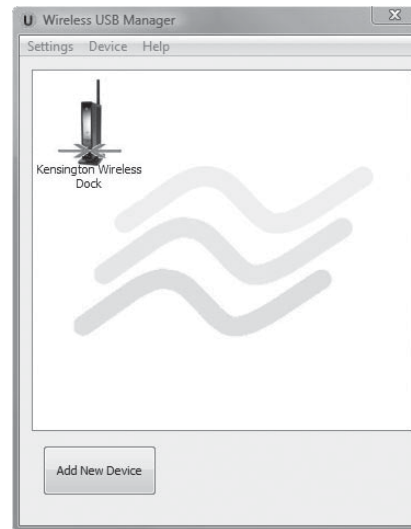 U Wireless USB Manager
Settings Device Help
Kensington Wireless
Dock
Add New Device